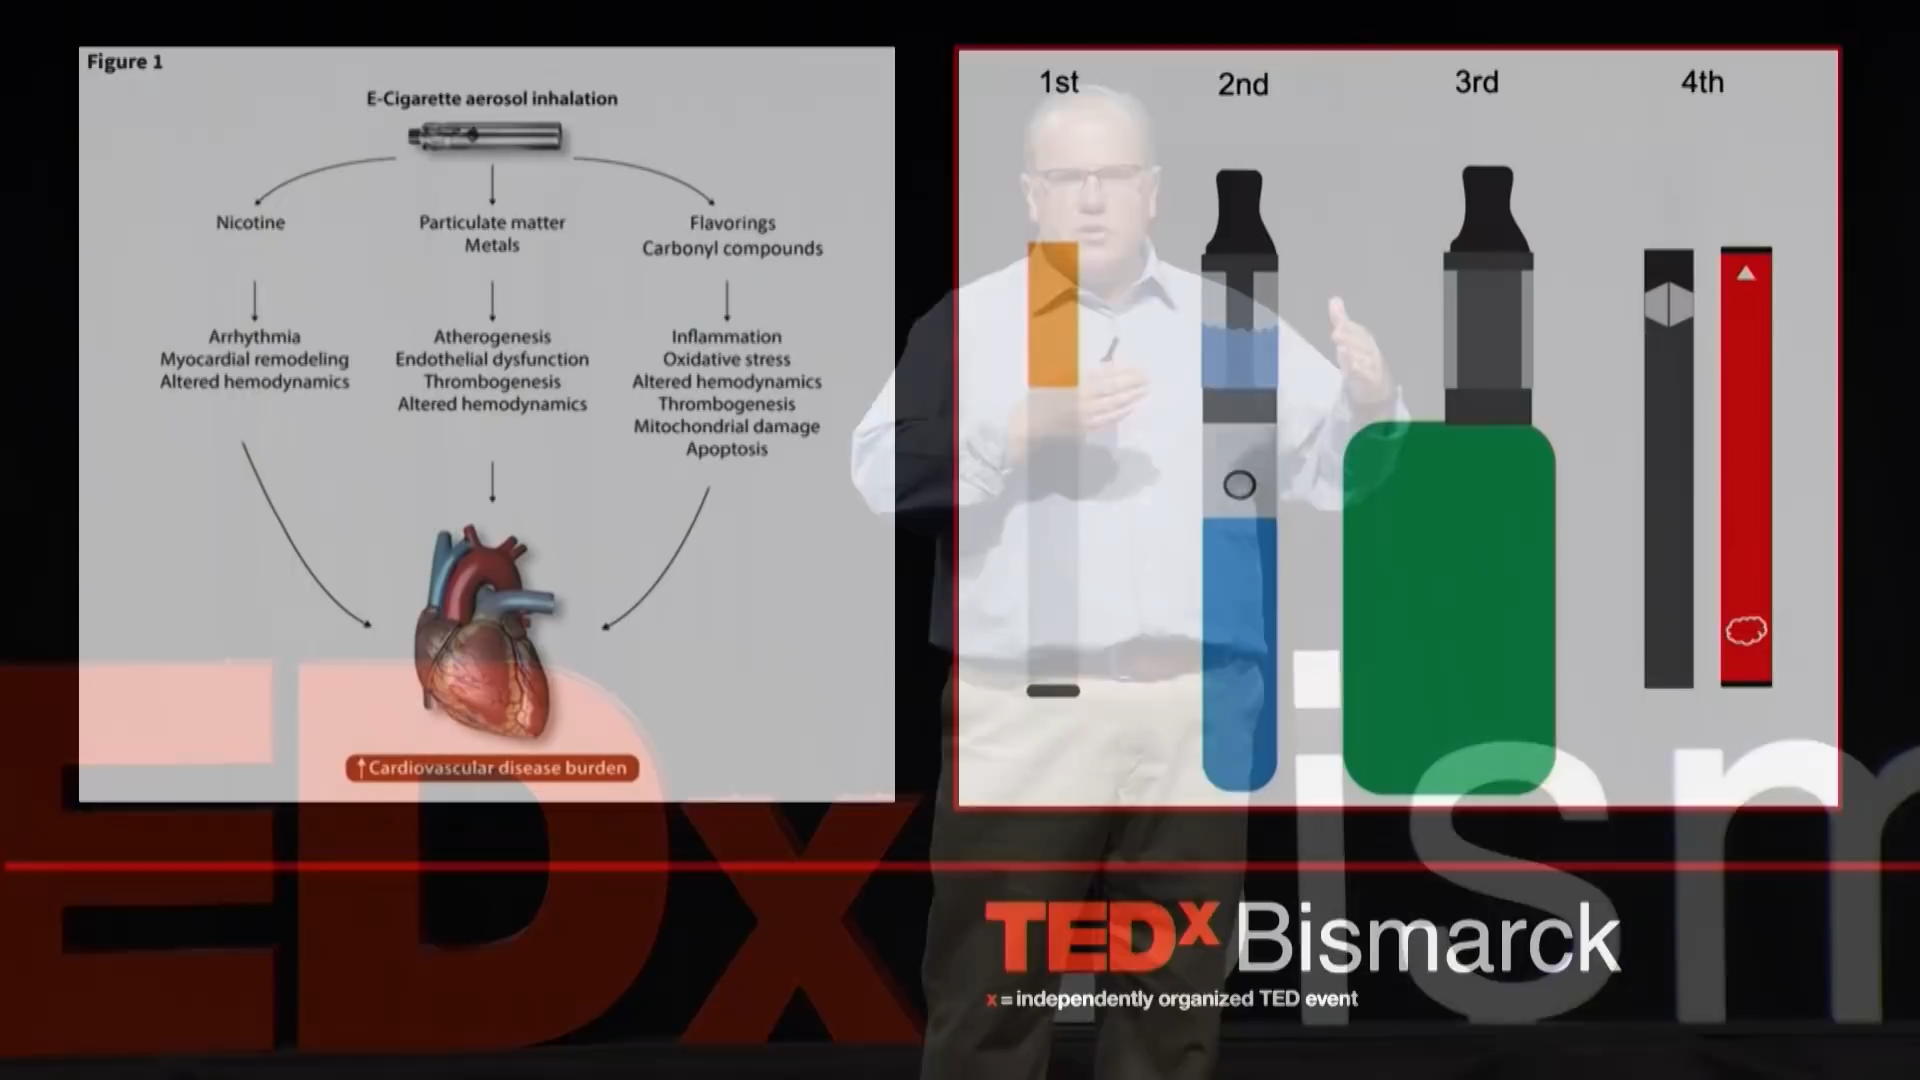 Figure 1
E-Cigarette aerosol inhalation
Nicotine
Particulate matter
Metals
Flavorings
Carbonyl compounds
Arrhythmia
Myocardial remodeling
Altered hemodynamics
Atherogenesis
Endothelial dysfunction
Thrombogenesis
Altered hemodynamics
Inflammation
Oxidative stress
Altered hemodynamics
Thrombogenesis
Mitochondrial damage
Apoptosis
↑Cardiovascular disease burden
1st
2nd
3rd
4th
EDx ism
TEDx Bismarck
x = independently organized TED event